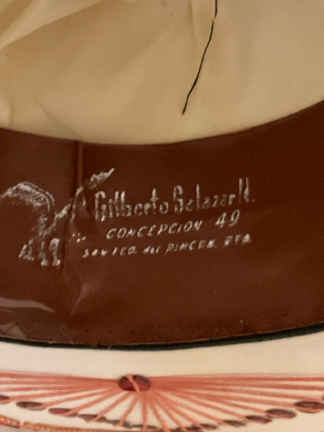 Gilberto Salazar H.
CONCEPCION 49
SAN FCO. del RINCON, GTO.